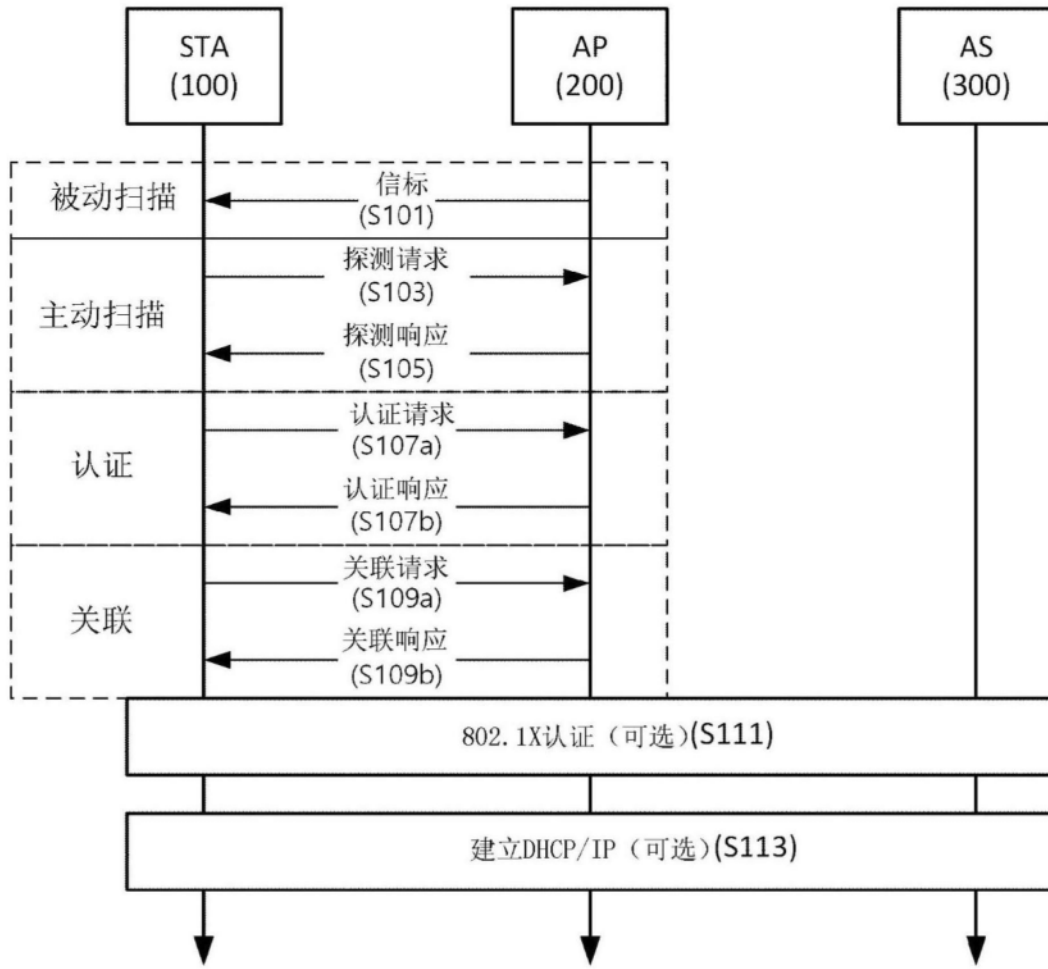 STA
(100)
AP
(200)
AS
(300)
被动扫描
信标
(S101)
主动扫描
探测请求
(S103)
探测响应
(S105)
认证
认证请求
(S107a)
认证响应
(S107b)
关联
关联请求
(S109a)
关联响应
(S109b)
802.1X认证（可选）(S111)
建立DHCP/IP（可选）(S113)